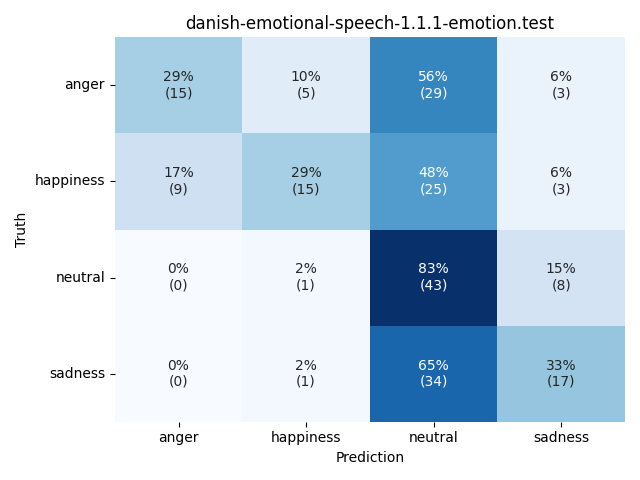 danish-emotional-speech-1.1.1-emotion.test
Truth
anger
29% 10% 56% 6%
(15) (5) (29) (3)
happiness
17% 29% 48% 6%
(9) (15) (25) (3)
neutral
0% 2% 83% 15%
(0) (1) (43) (8)
sadness
0% 2% 65% 33%
(0) (1) (34) (17)
anger happiness neutral sadness
Prediction